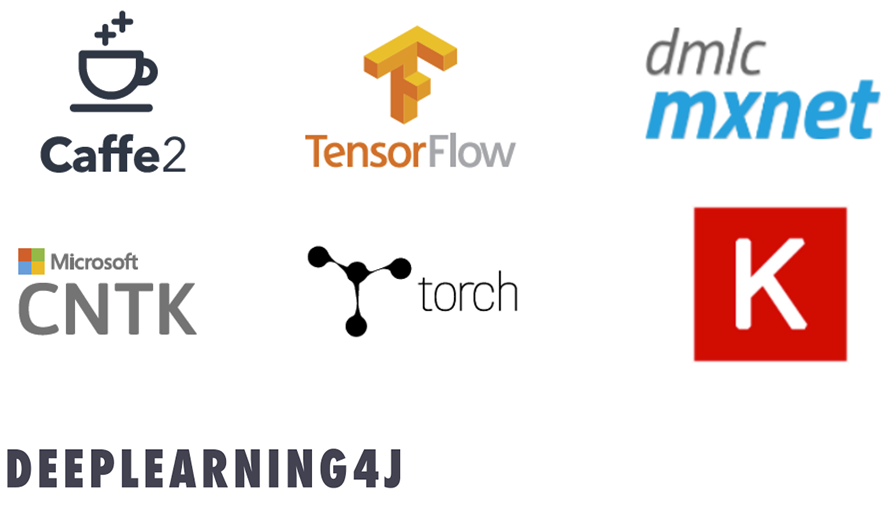 Caffe2
TensorFlow
dmlc
mxnet
Microsoft
CNTK
torch
K
DEEPLEARNING4J